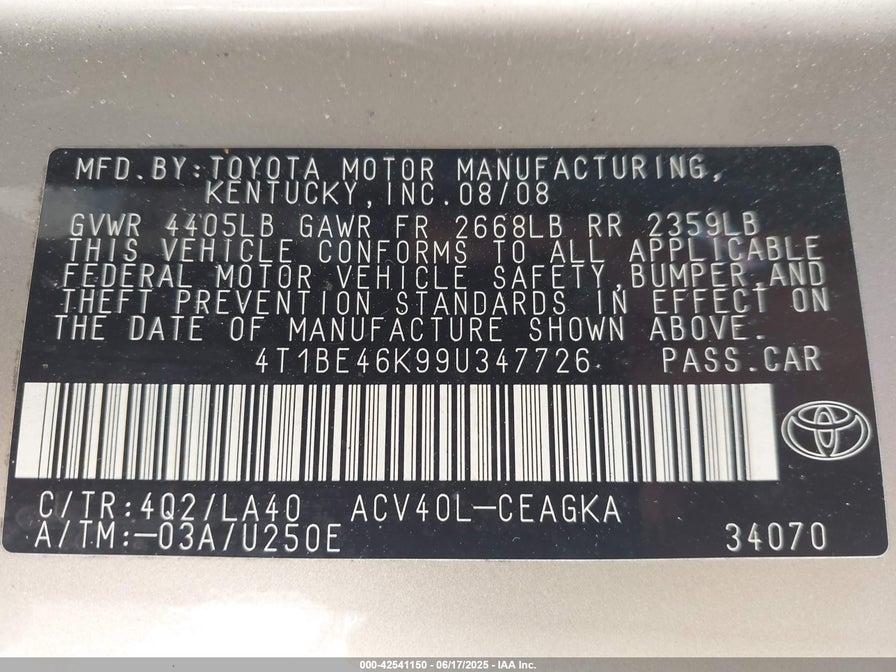 MFD.BY:TOYOTA MOTOR MANUFACTURING,
KENTUCKY,INC.08/08
GVWR 4405LB GAWR FR 2668LB RR 2359LB
THIS VEHICLE CONFORMS TO ALL APPLICABLE
FEDERAL MOTOR VEHICLE SAFETY,BUMPER,AND
THEFT PREVENTION STANDARDS IN EFFECT ON
THE DATE OF MANUFACTURE SHOWN ABOVE.
4T1BE46K99U347726 PASS.CAR
C/TR:4Q2/LA40 ACV40L-CEAGKA
A/TM:-03A/U250E 34070
000-42541150 - 06/17/2025 - IAA Inc.